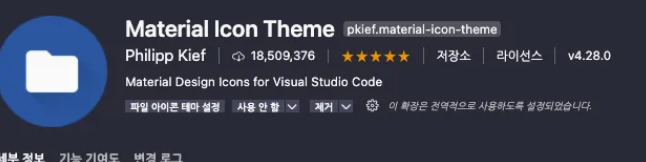 Material Icon Theme pkief.material-icon-theme
Philipp Kief 18,509,376 ★★★★★ 저장소 라이선스 v4.28.0
Material Design Icons for Visual Studio Code
파일 아이콘 테마 설정 사용 안 함 제거 이 확장은 전역적으로 사용하도록 설정되었습니다.
세부 정보 기능 기여도 변경 로그